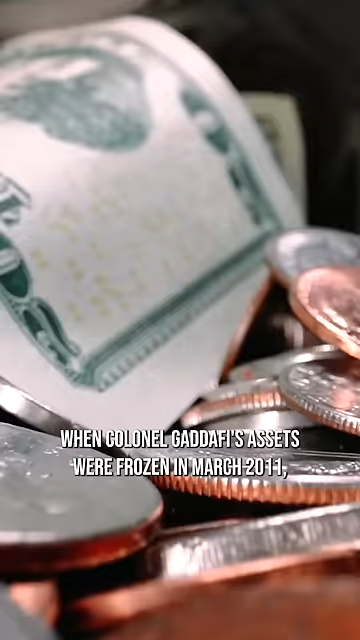 WHEN COLONEL GADDAFI'S ASSETS
WERE FROZEN IN MARCH 2011,